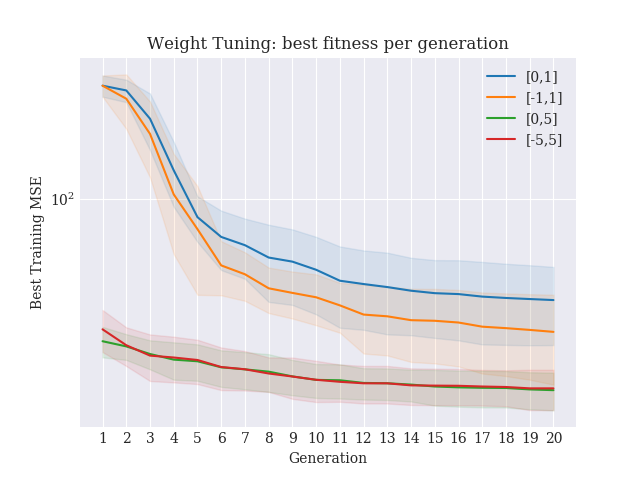 Weight Tuning: best fitness per generation
[0,1]
[-1,1]
[0,5]
[-5,5]
Best Training MSE
10²
1 2 3 4 5 6 7 8 9 10 11 12 13 14 15 16 17 18 19 20
Generation